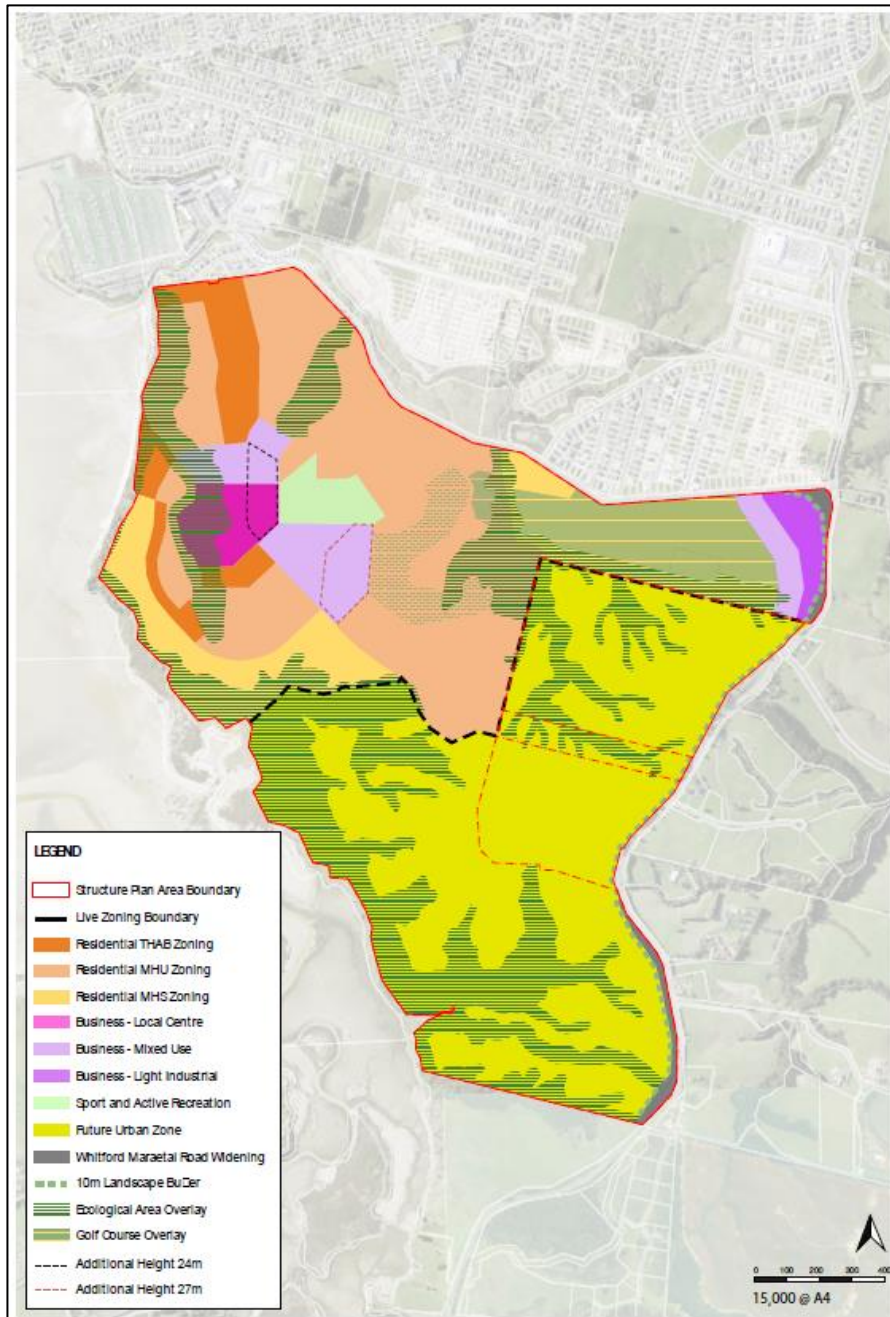 LEGEND
Structure Plan Area Boundary
Live Zoning Boundary
Residential THAB Zoning
Residential MHU Zoning
Residential MHS Zoning
Business - Local Centre
Business - Mixed Use
Business - Light Industrial
Sport and Active Recreation
Future Urban Zone
Whitford Maraetai Road Widening
10m Landscape Bu□er
Ecological Area Overlay
Golf Course Overlay
Additional Height 24m
Additional Height 27m
0 100 200 300 400
15,000 @ A4